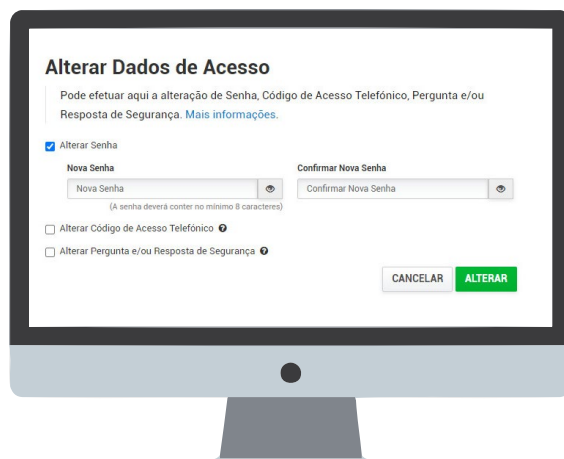 Alterar Dados de Acesso
Pode efetuar aqui a alteração de Senha, Código de Acesso Telefónico, Pergunta e/ou
Resposta de Segurança. Mais informações.
Alterar Senha
Nova Senha
Confirmar Nova Senha
Nova Senha
Confirmar Nova Senha
(A senha deverá conter no mínimo 8 caracteres)
Alterar Código de Acesso Telefónico ?
Alterar Pergunta e/ou Resposta de Segurança ?
CANCELAR
ALTERAR